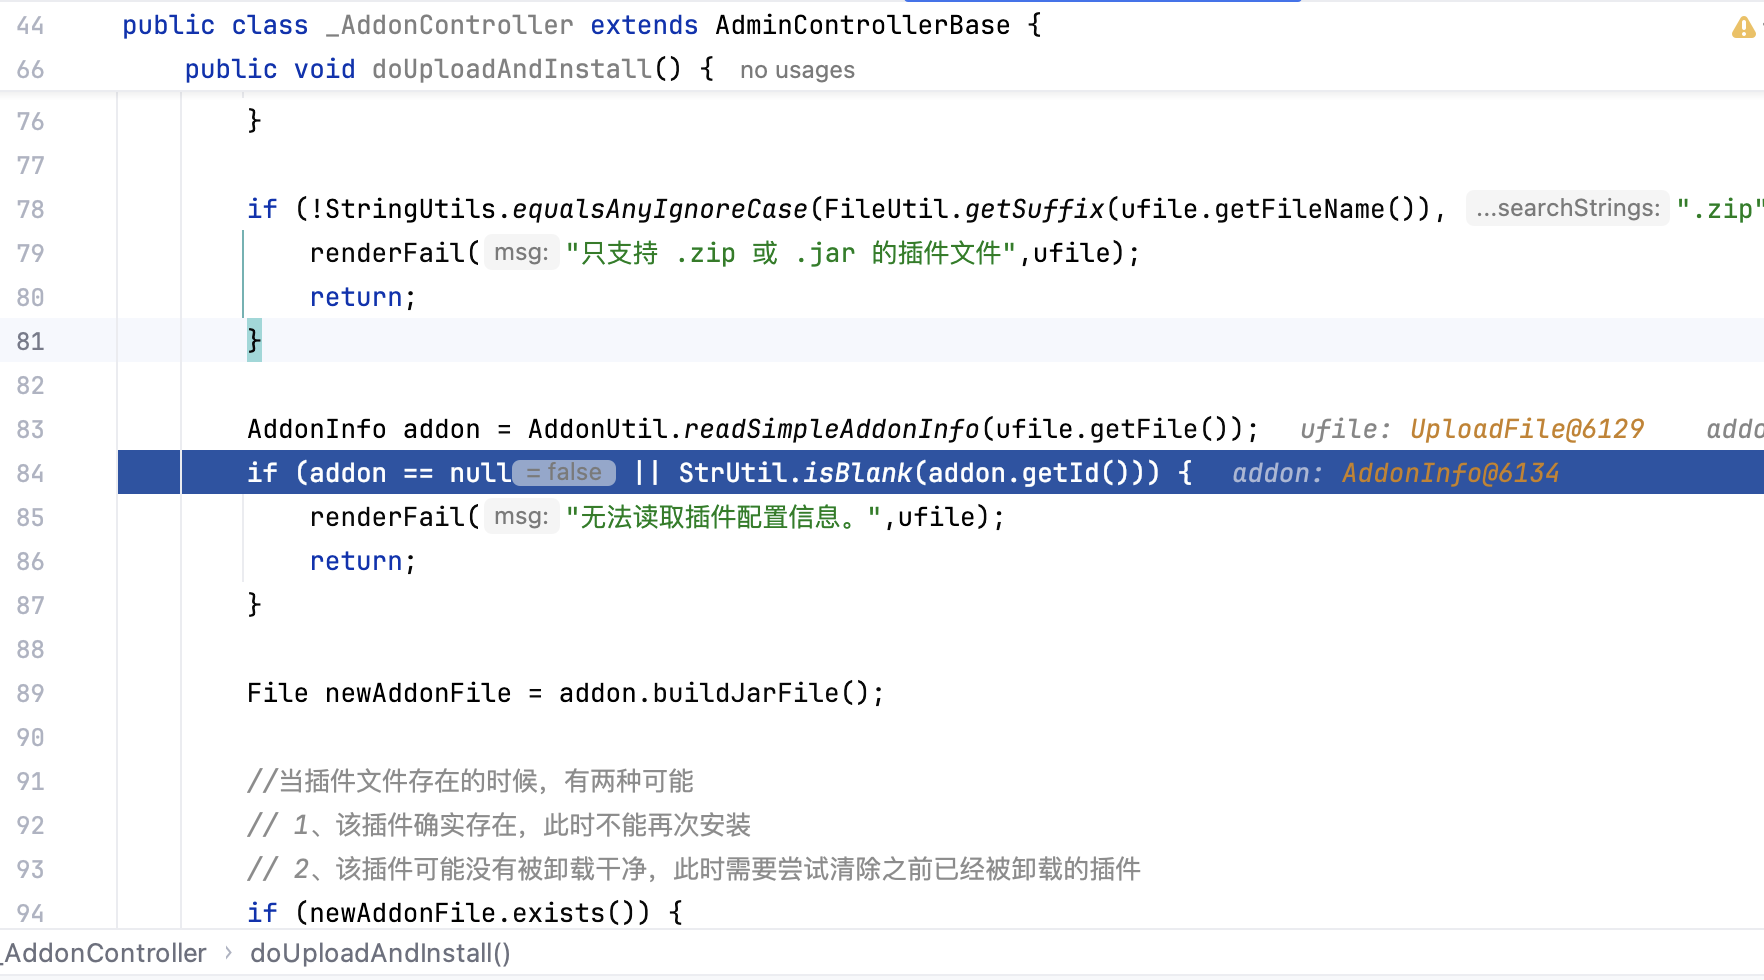 44 public class _AddonController extends AdminControllerBase {
66 public void doUploadAndInstall() { no usages
76 }
77
78 if (!StringUtils.equalsAnyIgnoreCase(FileUtil.getSuffix(ufile.getFileName()), ...searchStrings: ".zip"
79 renderFail( msg: "只支持 .zip 或 .jar 的插件文件",ufile);
80 return;
81 }
82
83 AddonInfo addon = AddonUtil.readSimpleAddonInfo(ufile.getFile()); ufile: UploadFile@6129
84 if (addon == null = false || StrUtil.isBlank(addon.getId())) { addon: AddonInfo@6134
85 renderFail( msg: "无法读取插件配置信息。",ufile);
86 return;
87 }
88
89 File newAddonFile = addon.buildJarFile();
90
91 //当插件文件存在的时候，有两种可能
92 // 1、该插件确实存在，此时不能再次安装
93 // 2、该插件可能没有被卸载干净，此时需要尝试清除之前已经被卸载的插件
94 if (newAddonFile.exists()) {
_AddonController › doUploadAndInstall()